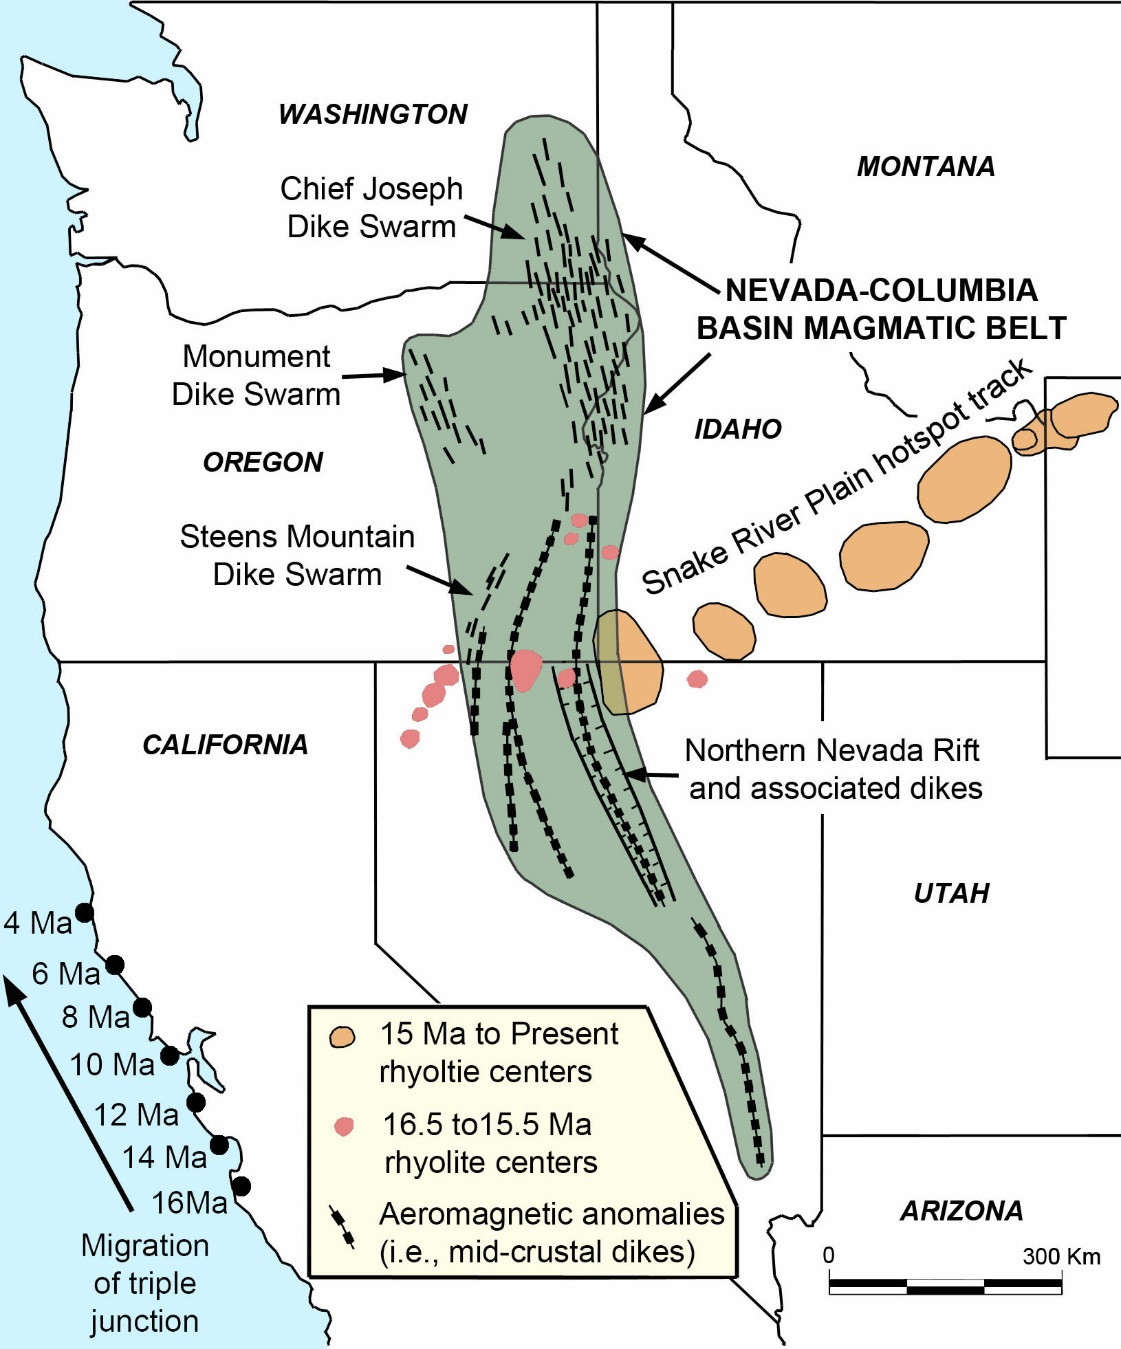 WASHINGTON
MONTANA
Chief Joseph
Dike Swarm
NEVADA-COLUMBIA
BASIN MAGMATIC BELT
Monument
Dike Swarm
Snake River Plain hotspot track
IDAHO
OREGON
Steens Mountain
Dike Swarm
CALIFORNIA
Northern Nevada Rift
and associated dikes
UTAH
4 Ma
6 Ma
8 Ma
10 Ma
12 Ma
14 Ma
16Ma
Migration
of triple
junction
15 Ma to Present
rhyoltie centers
16.5 to15.5 Ma
rhyolite centers
Aeromagnetic anomalies
(i.e., mid-crustal dikes)
ARIZONA
0 300 Km